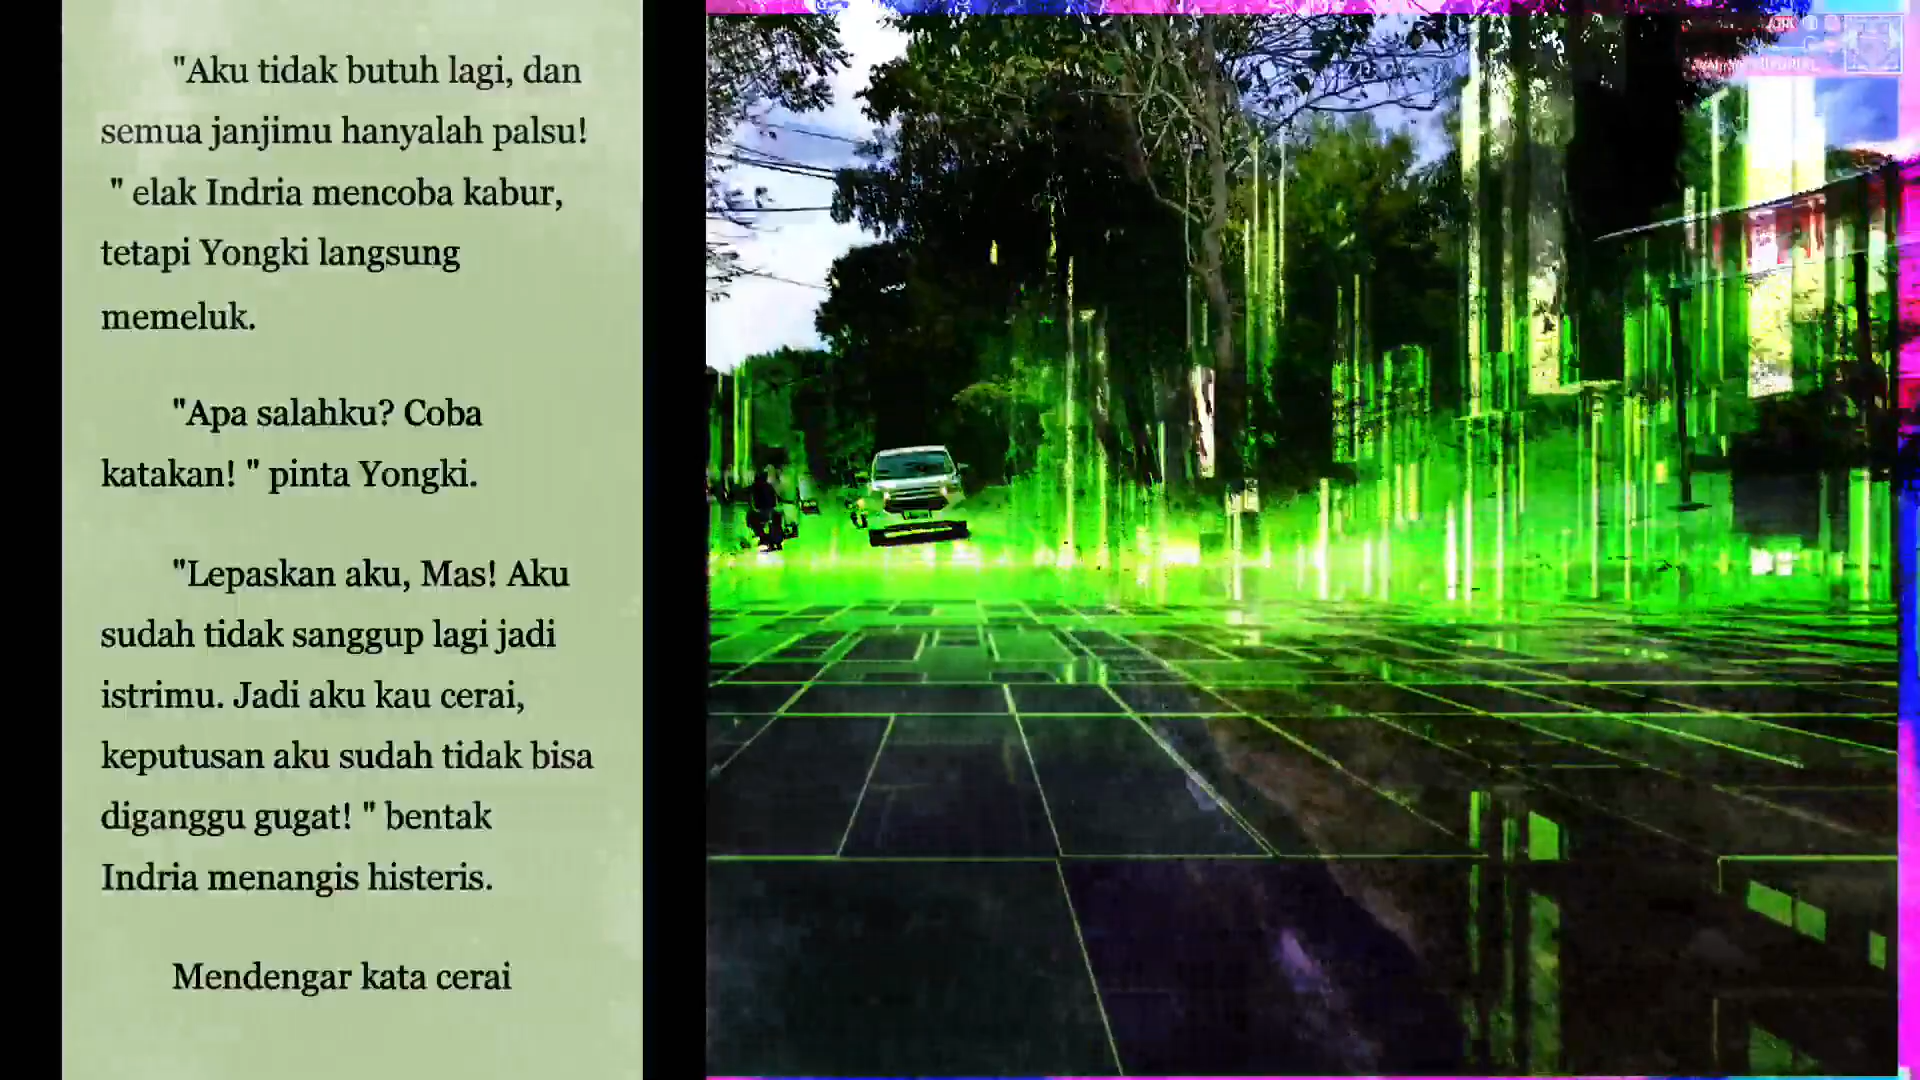 "Aku tidak butuh lagi, dan
semua janjimu hanyalah palsu!
" elak Indria mencoba kabur,
tetapi Yongki langsung
memeluk.
"Apa salahku? Coba
katakan! " pinta Yongki.
"Lepaskan aku, Mas! Aku
sudah tidak sanggup lagi jadi
istrimu. Jadi aku kau cerai,
keputusan aku sudah tidak bisa
diganggu gugat! " bentak
Indria menangis histeris.
Mendengar kata cerai